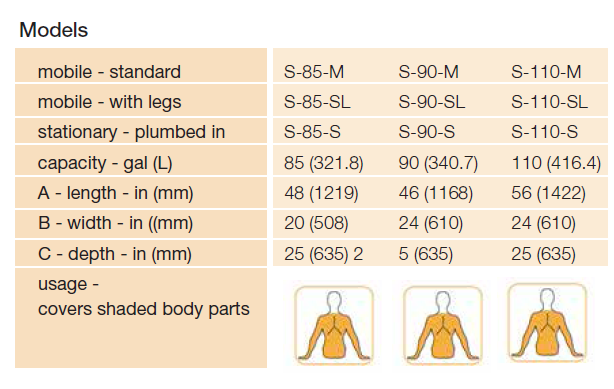 Models
mobile - standard S-85-M S-90-M S-110-M
mobile - with legs S-85-SL S-90-SL S-110-SL
stationary - plumbed in S-85-S S-90-S S-110-S
capacity - gal (L) 85 (321.8) 90 (340.7) 110 (416.4)
A - length - in (mm) 48 (1219) 46 (1168) 56 (1422)
B - width - in ((mm) 20 (508) 24 (610) 24 (610)
C - depth - in (mm) 25 (635) 2 5 (635) 25 (635)
usage -
covers shaded body parts